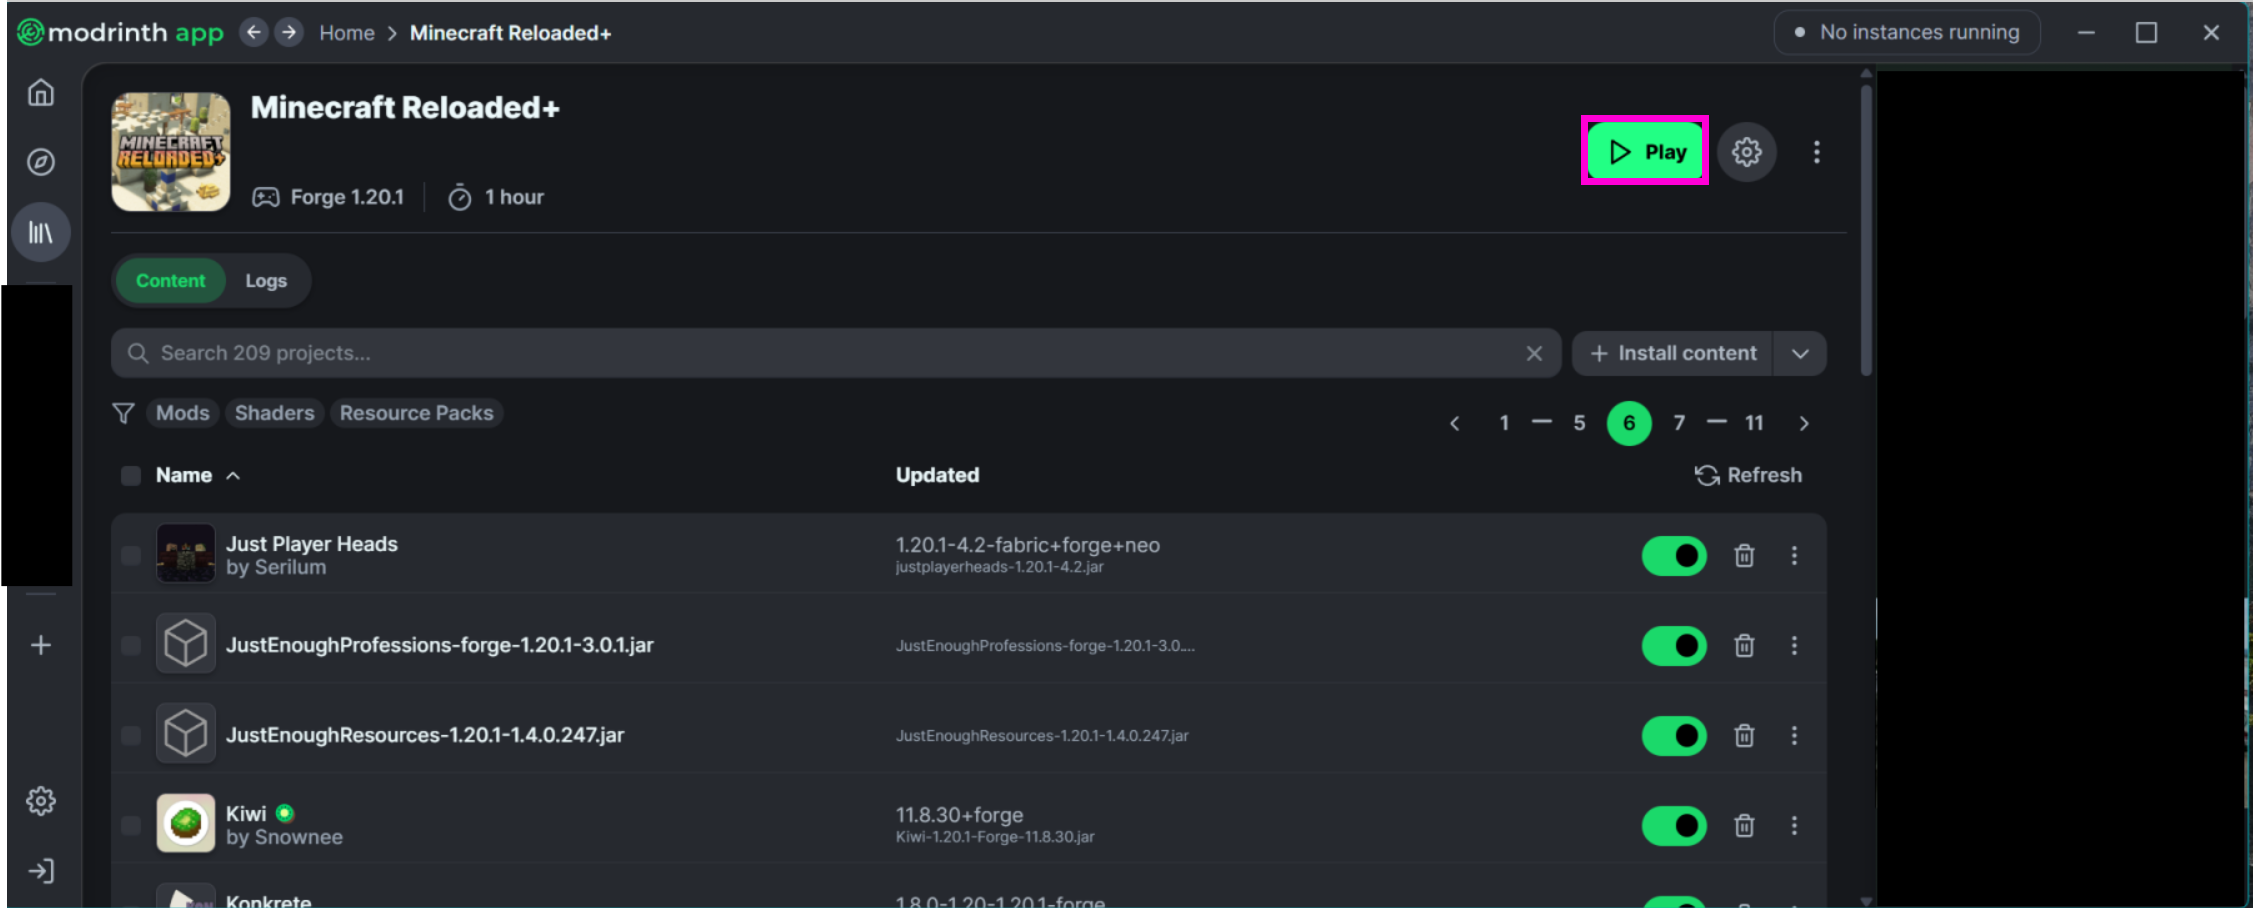 modrinth app Home > Minecraft Reloaded+ No instances running
Minecraft Reloaded+
MINECRAFT
RELOADED+
Play
Forge 1.20.1 1 hour
Content Logs
Search 209 projects... Install content
Mods Shaders Resource Packs 1 — 5 6 7 — 11
Name Updated Refresh
Just Player Heads 1.20.1-4.2-fabric+forge+neo
by Serilum justplayerheads-1.20.1-4.2.jar
JustEnoughProfessions-forge-1.20.1-3.0.1.jar JustEnoughProfessions-forge-1.20.1-3.0....
JustEnoughResources-1.20.1-1.4.0.247.jar JustEnoughResources-1.20.1-1.4.0.247.jar
Kiwi 11.8.30+forge
by Snownee Kiwi-1.20.1-Forge-11.8.30.jar
Konkrete 1.8.0-1.20-1.20.1-forge